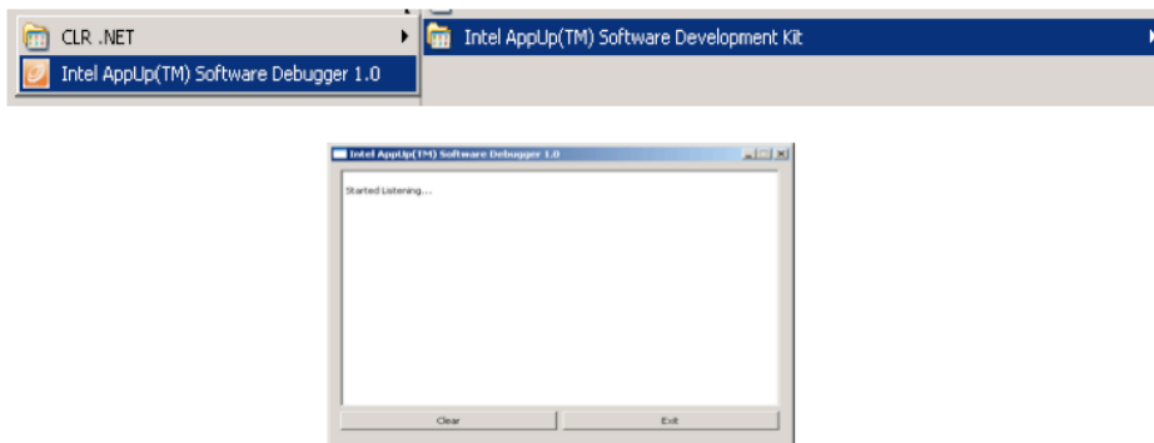 CLR .NET
Intel AppUp(TM) Software Development Kit
Intel AppUp(TM) Software Debugger 1.0
Intel AppUp(TM) Software Debugger 1.0
Started Listening...
Clear
Exit